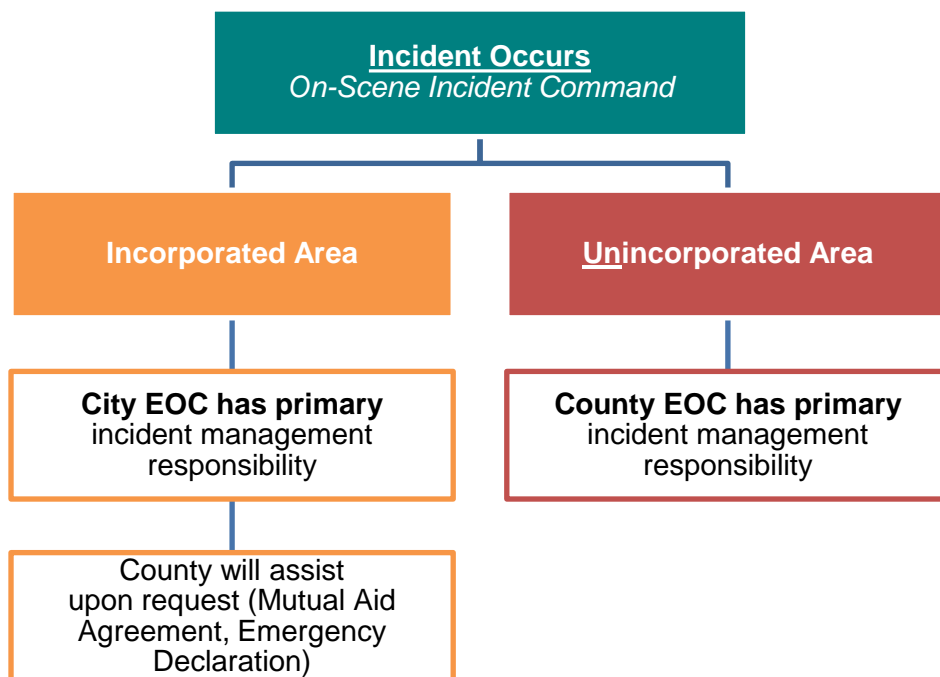 Incident Occurs
On-Scene Incident Command
Incorporated Area
Unincorporated Area
City EOC has primary
incident management
responsibility
County EOC has primary
incident management
responsibility
County will assist
upon request (Mutual Aid
Agreement, Emergency
Declaration)